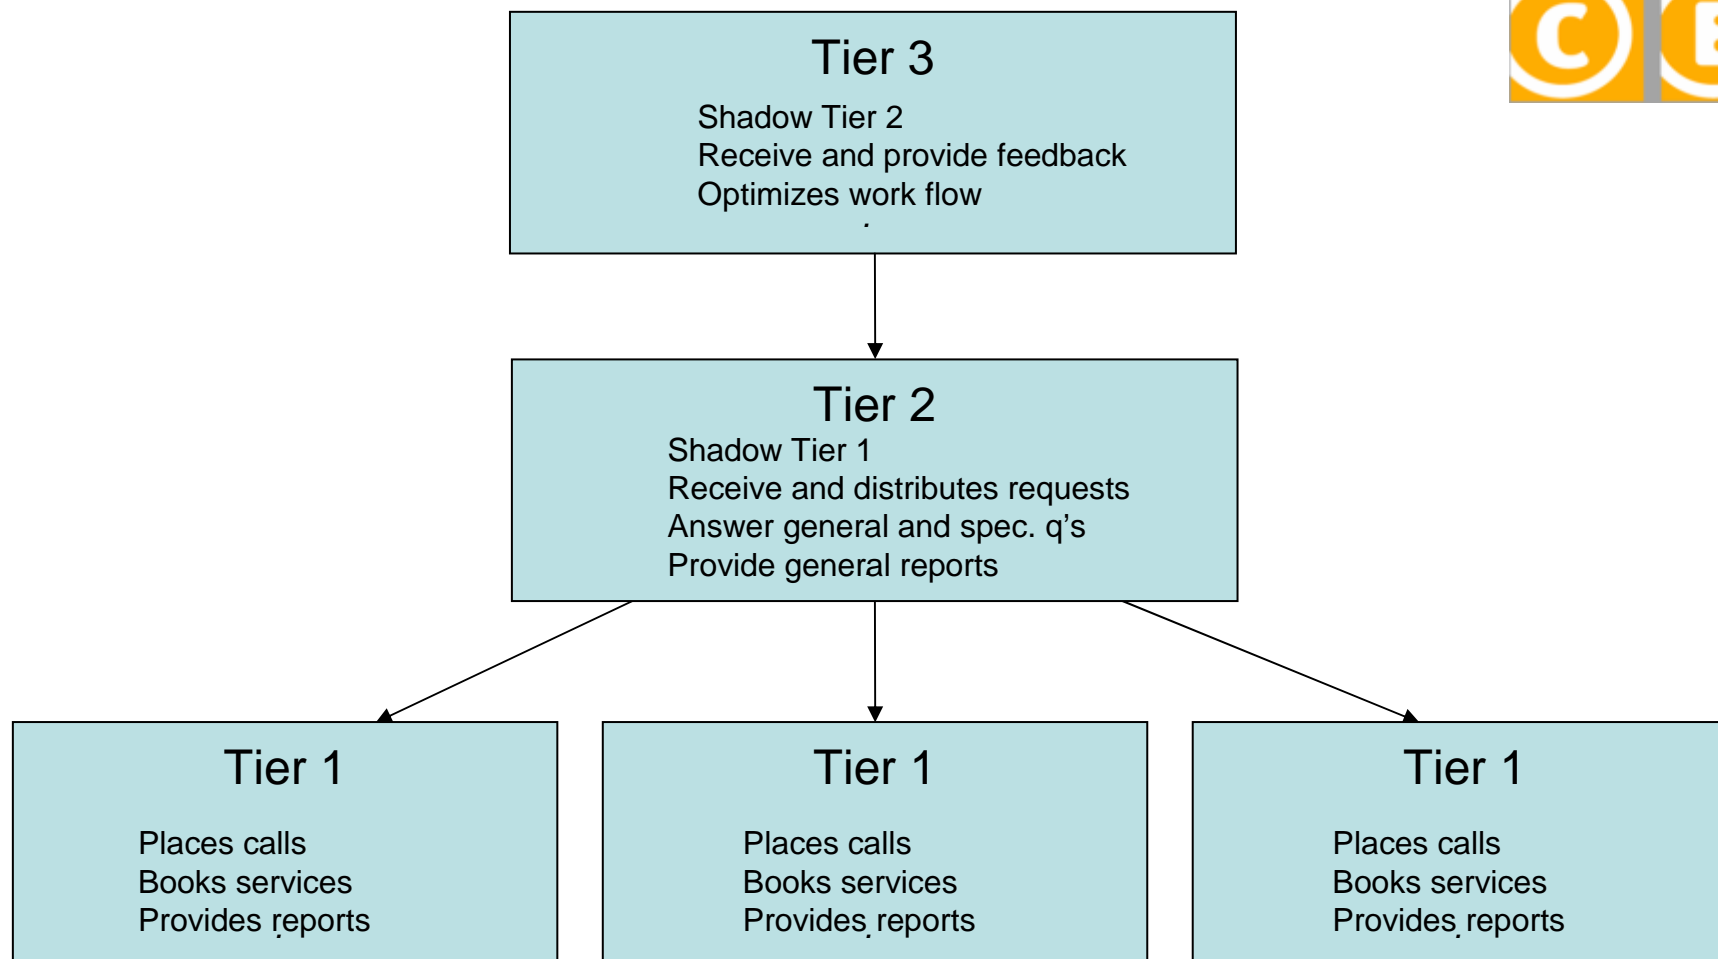 C
Tier 3
Shadow Tier 2
Receive and provide feedback
Optimizes work flow
.
Tier 2
Shadow Tier 1
Receive and distributes requests
Answer general and spec. q's
Provide general reports
Tier 1
Places calls
Books services
Provides reports
Tier 1
Places calls
Books services
Provides reports
Tier 1
Places calls
Books services
Provides reports